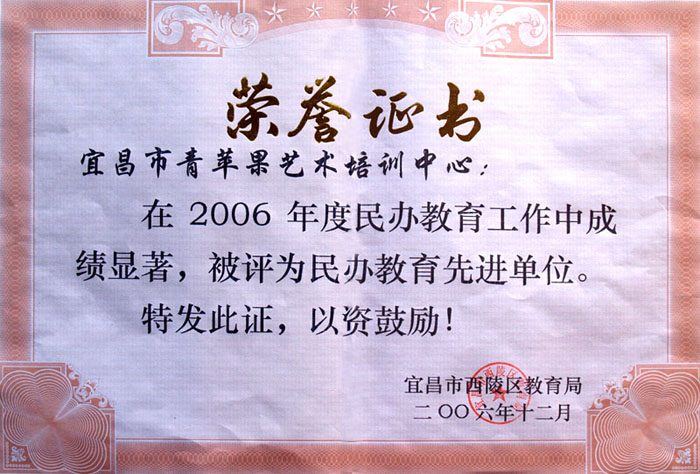 荣誉证书
宜昌市青苹果艺术培训中心：
在 2006 年度民办教育工作中成
绩显著，被评为民办教育先进单位。
特发此证，以资鼓励！
宜昌市西陵区教育局
二〇〇六年十二月